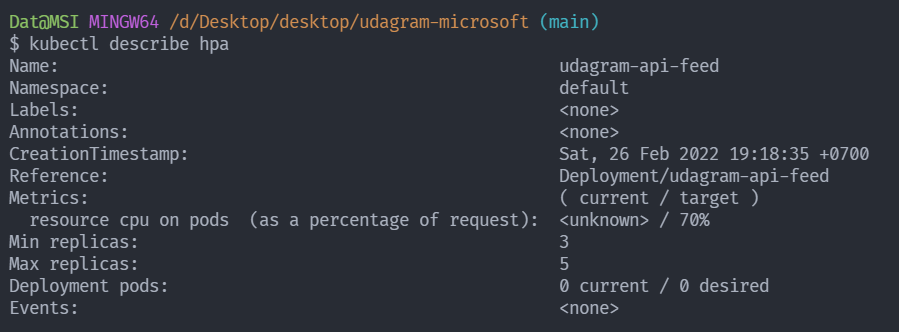 Dat@MSI MINGW64 /d/Desktop/desktop/udagram-microsoft (main)
$ kubectl describe hpa
Name:                                                  udagram-api-feed
Namespace:                                             default
Labels:                                                <none>
Annotations:                                           <none>
CreationTimestamp:                                     Sat, 26 Feb 2022 19:18:35 +0700
Reference:                                             Deployment/udagram-api-feed
Metrics:                                               ( current / target )
  resource cpu on pods  (as a percentage of request):  <unknown> / 70%
Min replicas:                                          3
Max replicas:                                          5
Deployment pods:                                       0 current / 0 desired
Events:                                                <none>